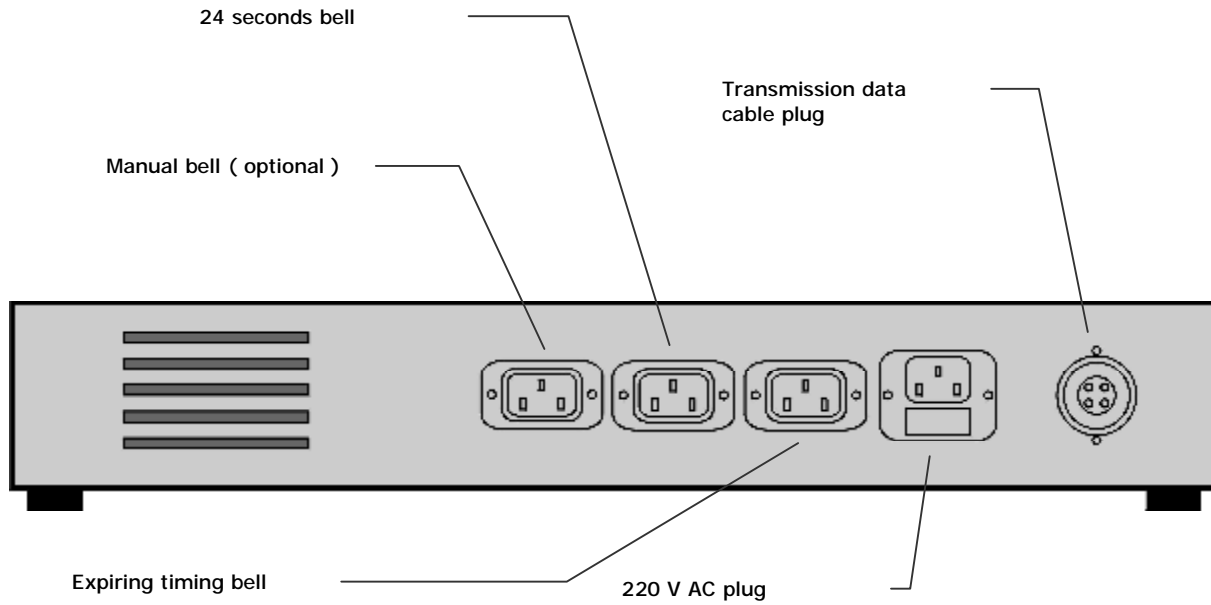 24 seconds bell
Transmission data
cable plug
Manual bell ( optional )
Expiring timing bell
220 V AC plug